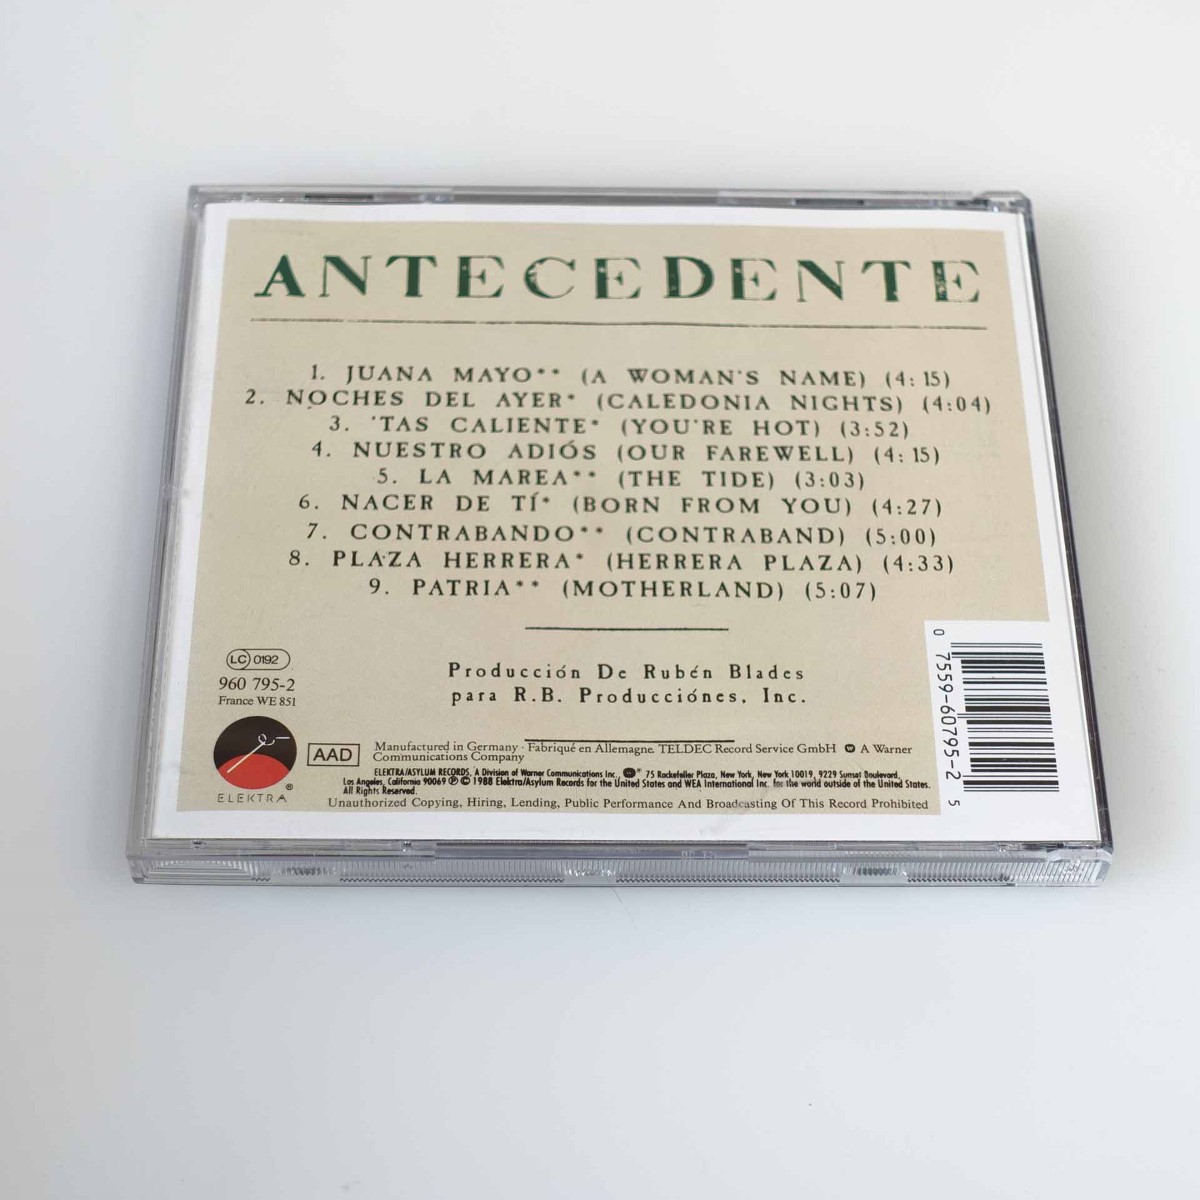 ANTECEDENTE
1. JUANA MAYO** (A WOMAN'S NAME) (4:15)
2. NOCHES DEL AYER* (CALEDONIA NIGHTS) (4:04)
3. 'TAS CALIENTE* (YOU'RE HOT) (3:52)
4. NUESTRO ADIÓS (OUR FAREWELL) (4:15)
5. LA MAREA** (THE TIDE) (3:03)
6. NACER DE TÍ* (BORN FROM YOU) (4:27)
7. CONTRABANDO** (CONTRABAND) (5:00)
8. PLAZA HERRERA* (HERRERA PLAZA) (4:33)
9. PATRIA** (MOTHERLAND) (5:07)
Producción De Rubén Blades
para R.B. Producciónes, Inc.
LC 0192
960 795-2
France WE 851
ELEKTRA®
AAD
Manufactured in Germany · Fabriqué en Allemagne. TELDEC Record Service GmbH A Warner
Communications Company
ELEKTRA/ASYLUM RECORDS, A Division of Warner Communications Inc., ® 75 Rockefeller Plaza, New York, New York 10019, 9229 Sunset Boulevard,
Los Angeles, California 90069 ℗ © 1988 Elektra/Asylum Records for the United States and WEA International Inc. for the world outside of the United States.
All Rights Reserved.
Unauthorized Copying, Hiring, Lending, Public Performance And Broadcasting Of This Record Prohibited
0 7559-60795-2 5